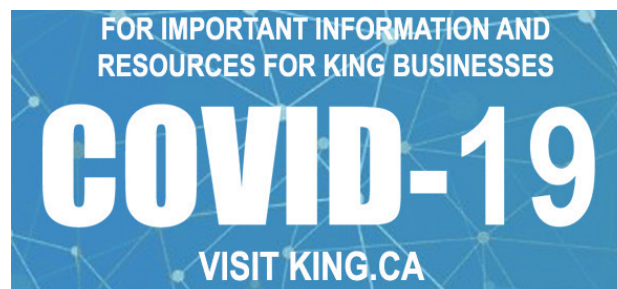 FOR IMPORTANT INFORMATION AND
RESOURCES FOR KING BUSINESSES
COVID-19
VISIT KING.CA